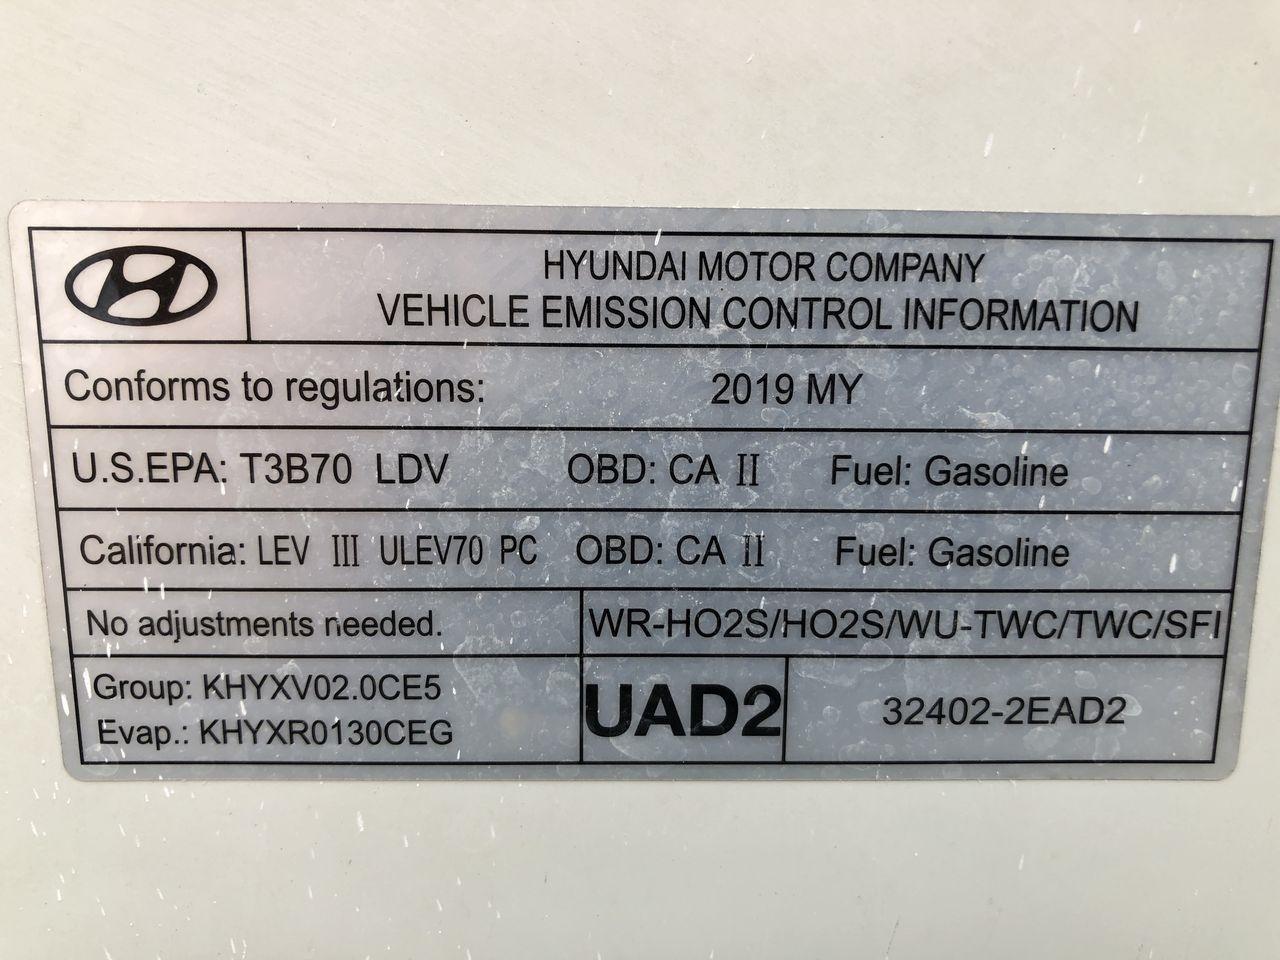 HYUNDAI MOTOR COMPANY
VEHICLE EMISSION CONTROL INFORMATION
Conforms to regulations: 2019 MY
U.S.EPA: T3B70 LDV OBD: CA II Fuel: Gasoline
California: LEV III ULEV70 PC OBD: CA II Fuel: Gasoline
No adjustments needed. WR-HO2S/HO2S/WU-TWC/TWC/SFI
Group: KHYXV02.0CE5
Evap.: KHYXR0130CEG
UAD2
32402-2EAD2